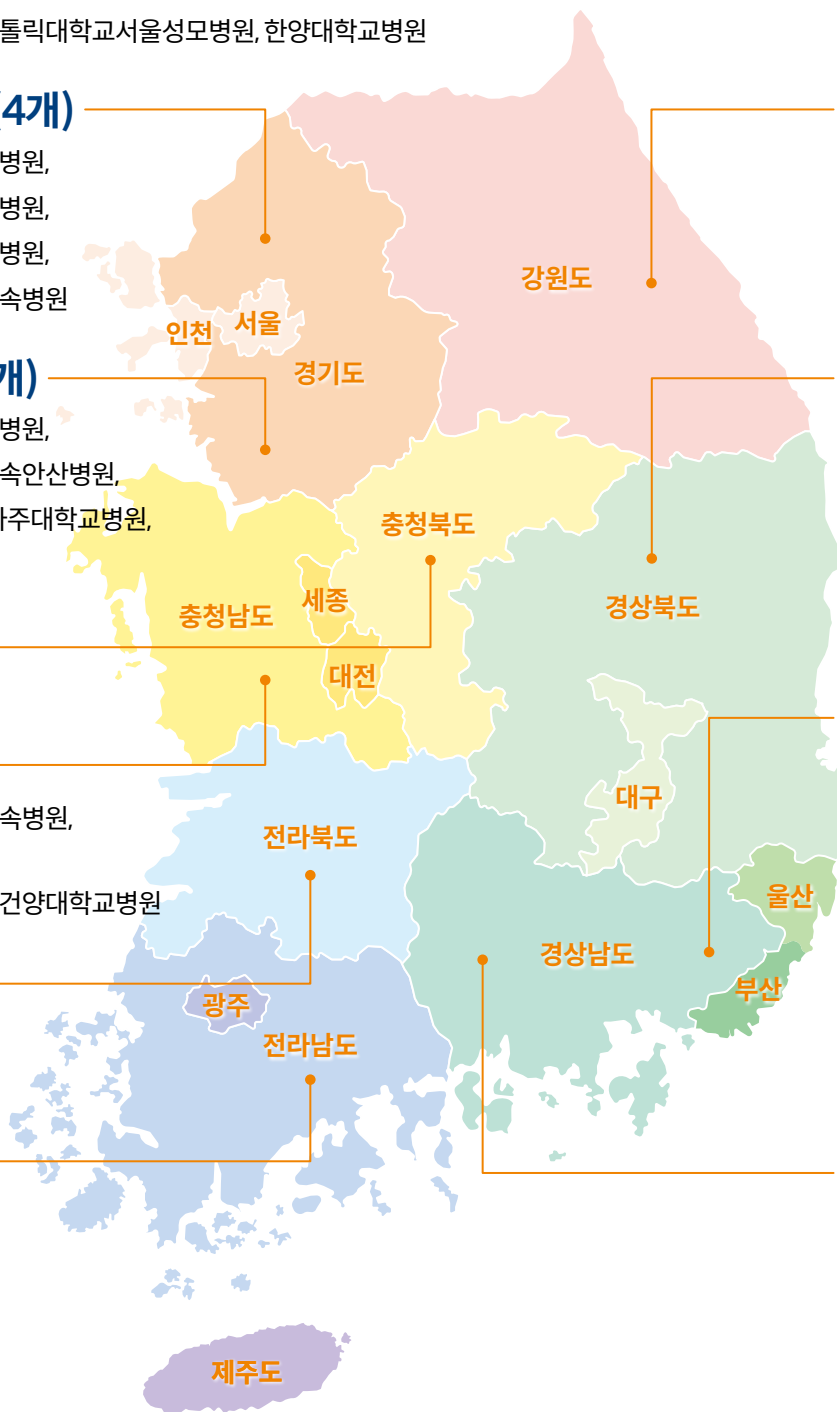 톨릭대학교서울성모병원, 한양대학교병원
(4개)
병원,
병원,
병원,
속병원
개)
병원,
속안산병원,
아주대학교병원,
속병원,
건양대학교병원
강원도
인천
서울
경기도
충청북도
세종
충청남도
경상북도
대전
대구
전라북도
울산
경상남도
부산
광주
전라남도
제주도